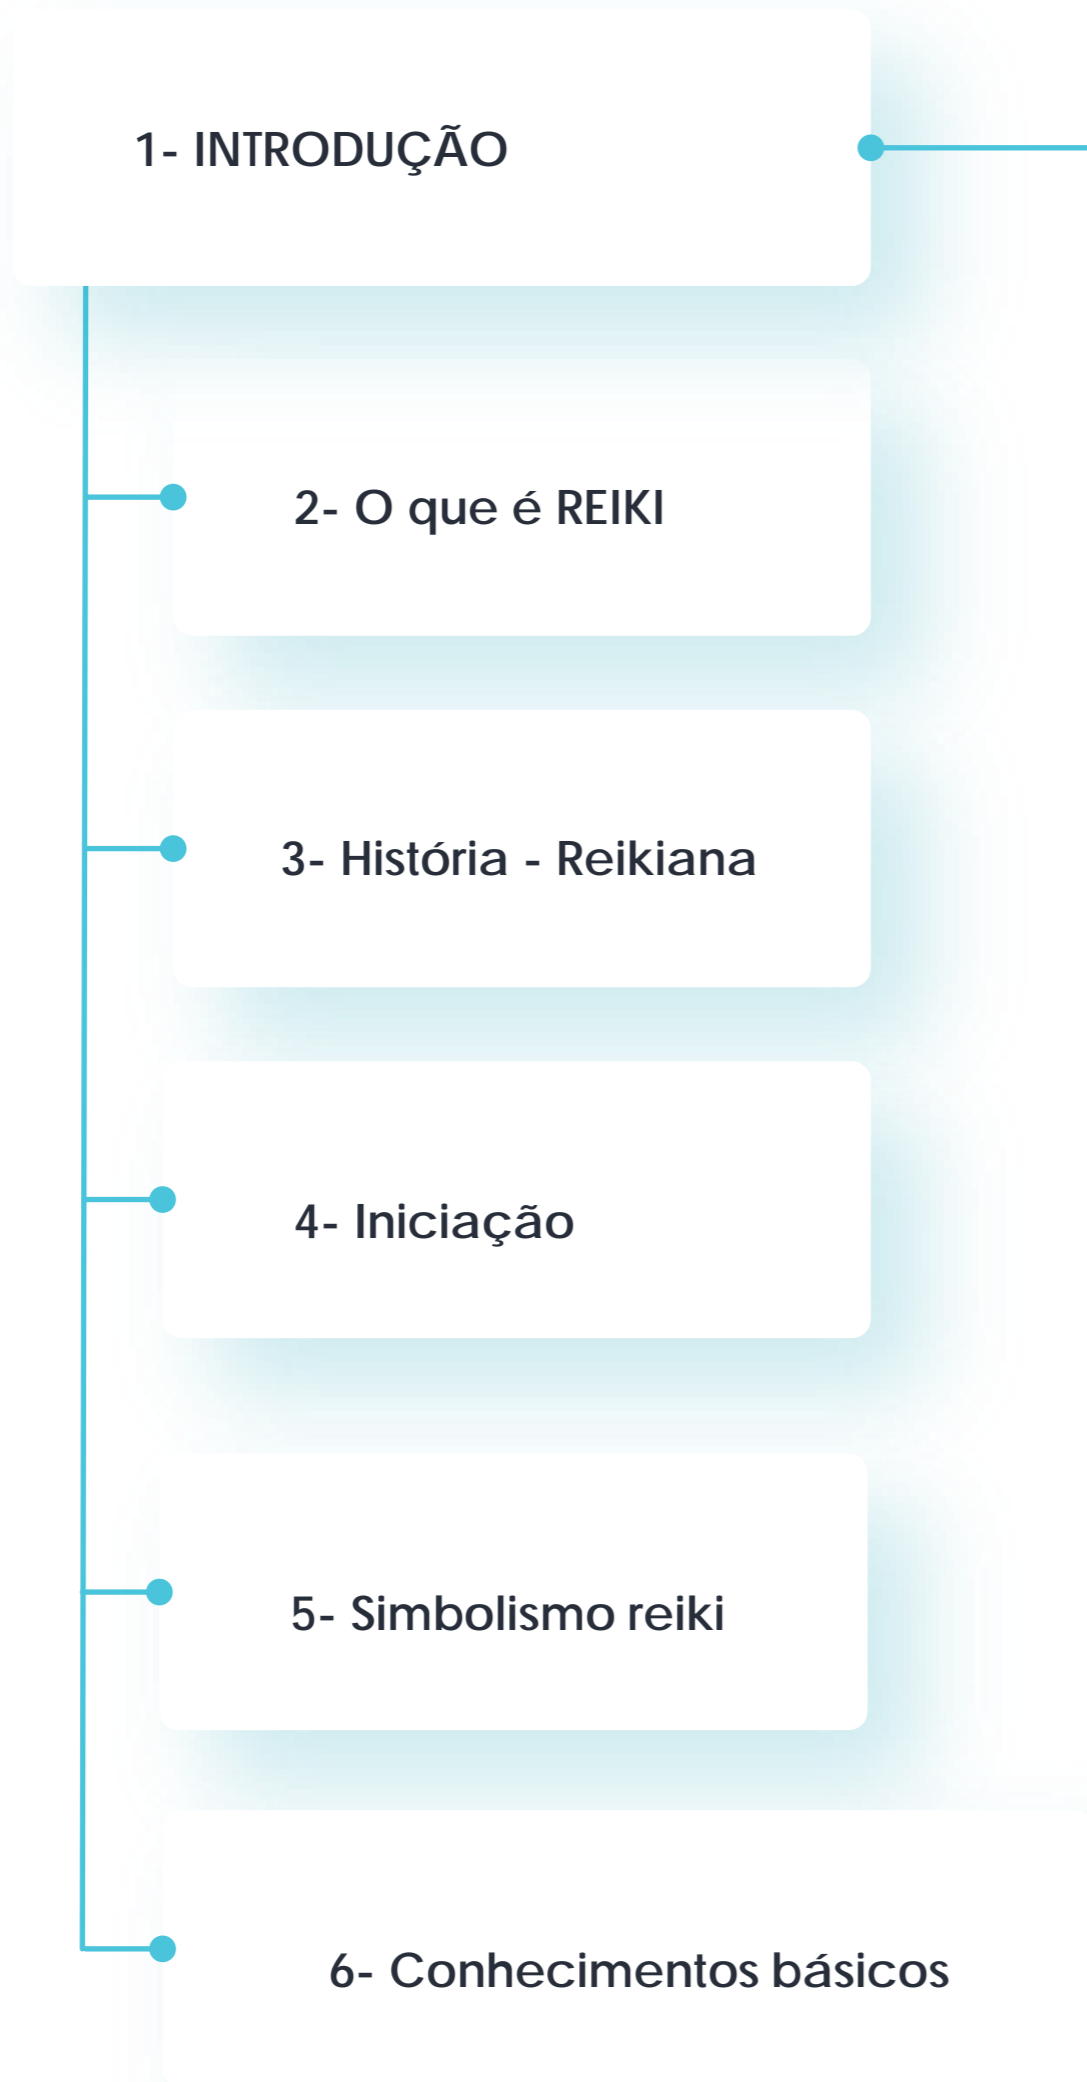 1- INTRODUÇÃO
2- O que é REIKI
3- História - Reikiana
4- Iniciação
5- Simbolismo reiki
6- Conhecimentos básicos